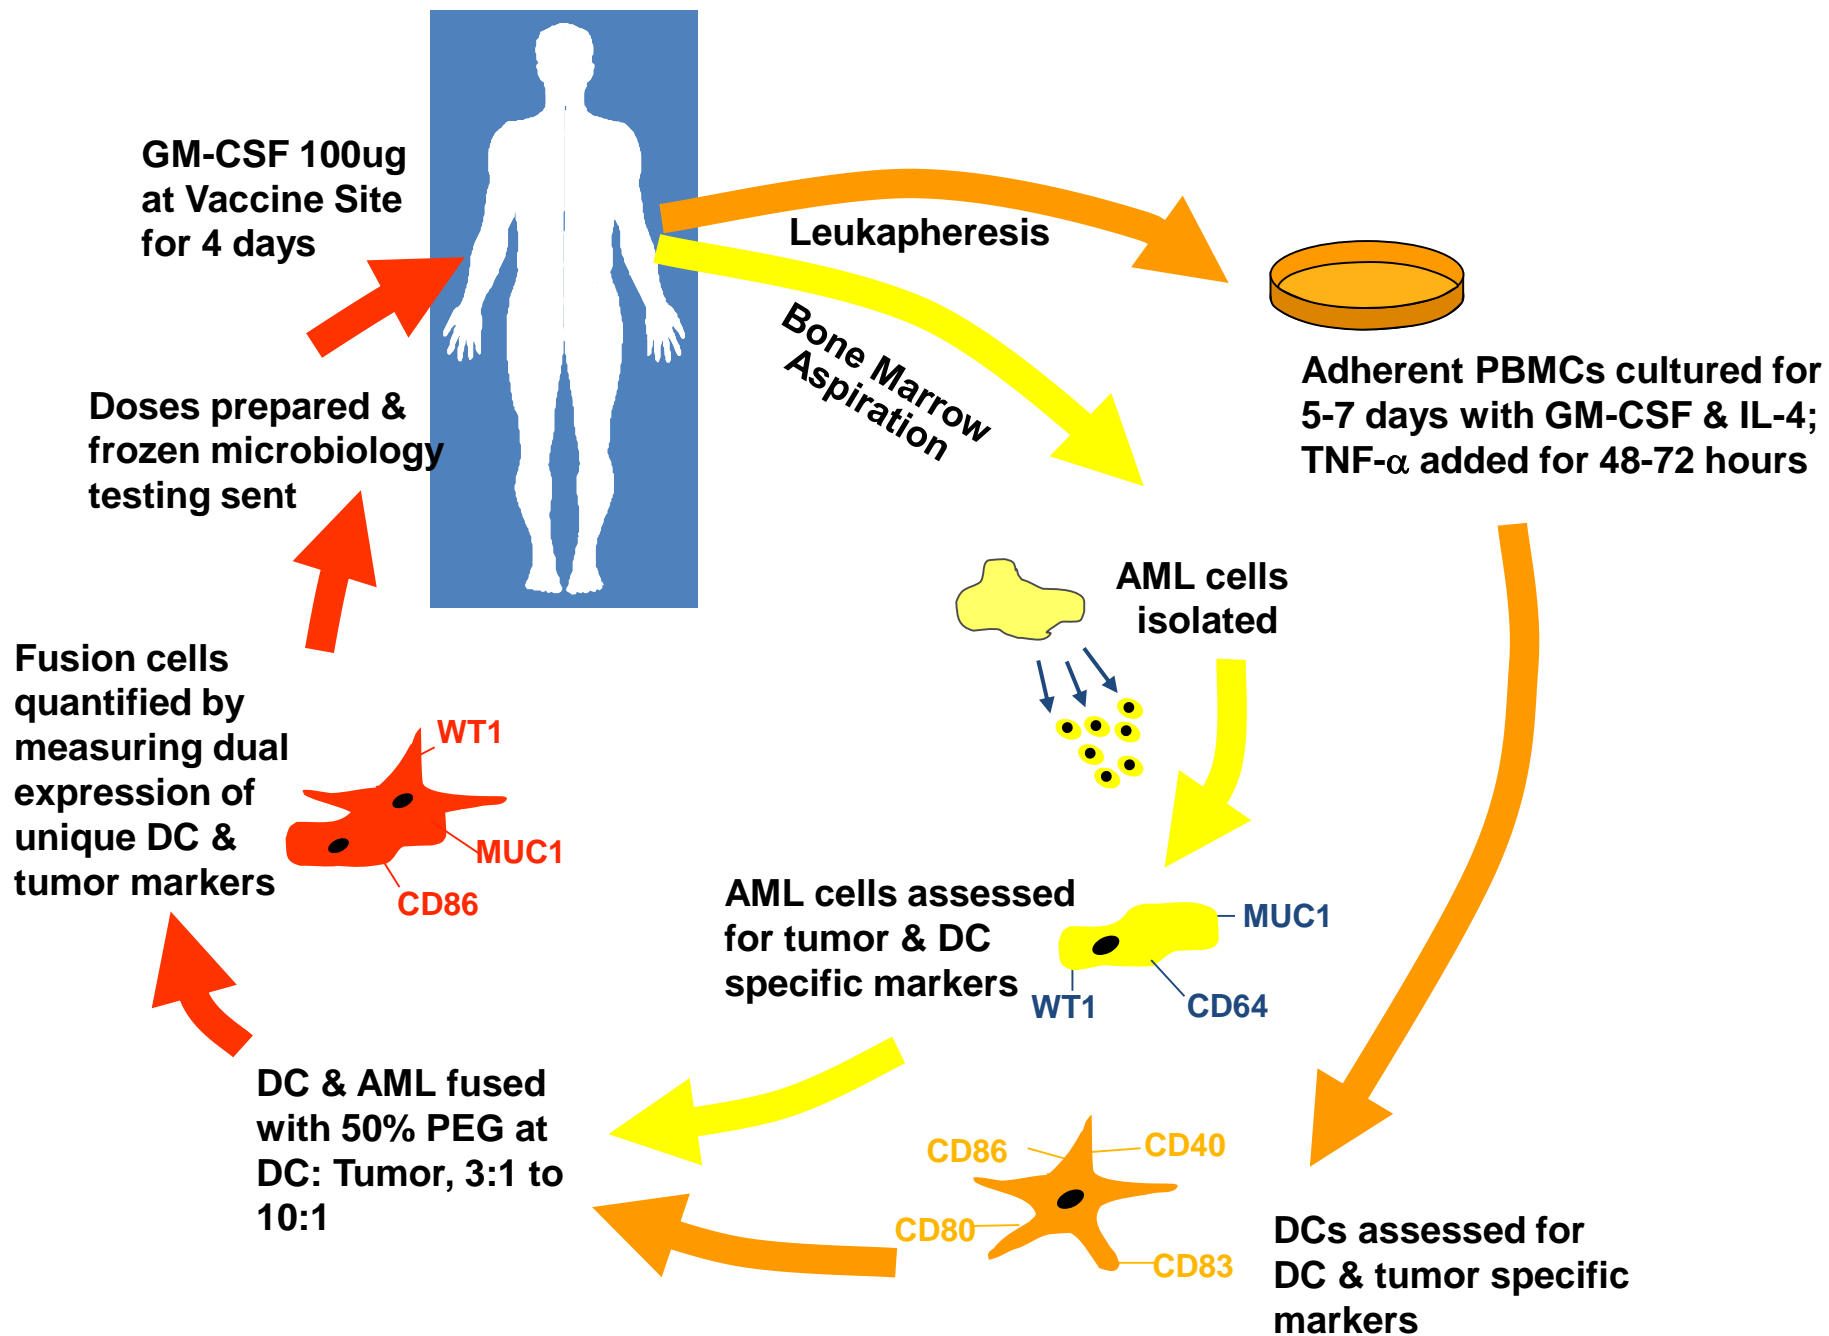 GM-CSF 100ug
at Vaccine Site
for 4 days
Leukapheresis
Bone Marrow
Aspiration
Adherent PBMCs cultured for
5-7 days with GM-CSF & IL-4;
TNF-α added for 48-72 hours
Doses prepared &
frozen microbiology
testing sent
AML cells
isolated
Fusion cells
quantified by
measuring dual
expression of
unique DC &
tumor markers
WT1
MUC1
CD86
AML cells assessed
for tumor & DC
specific markers
MUC1
WT1
CD64
DC & AML fused
with 50% PEG at
DC: Tumor, 3:1 to
10:1
CD86
CD40
CD80
CD83
DCs assessed for
DC & tumor specific
markers